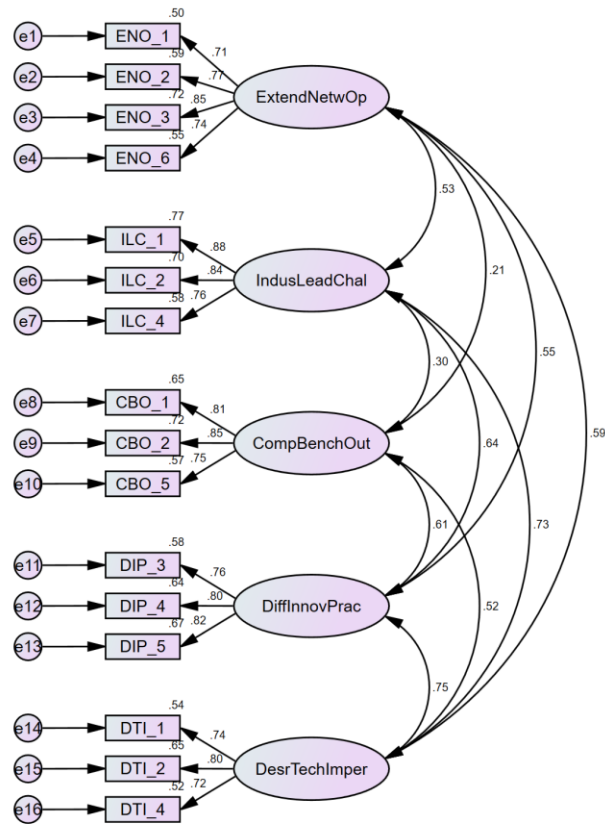 .50
e1 ENO_1 .71
.59
e2 ENO_2 .77 ExtendNetwOp
.72
e3 ENO_3 .85
.55 .74
e4 ENO_6
.53
.77
e5 ILC_1 .88
.70
e6 ILC_2 .84 IndusLeadChal .21
.58
e7 ILC_4 .76
.55
.30
.65
e8 CBO_1 .81
.72 .59
e9 CBO_2 .85 CompBenchOut .64
.57
e10 CBO_5 .75
.61 .73
.58
e11 DIP_3 .76 .52
.64
e12 DIP_4 .80 DiffInnovPrac
.67
e13 DIP_5 .82
.75
.54
e14 DTI_1 .74
.65
e15 DTI_2 .80 DesrTechImper
.52
e16 DTI_4 .72